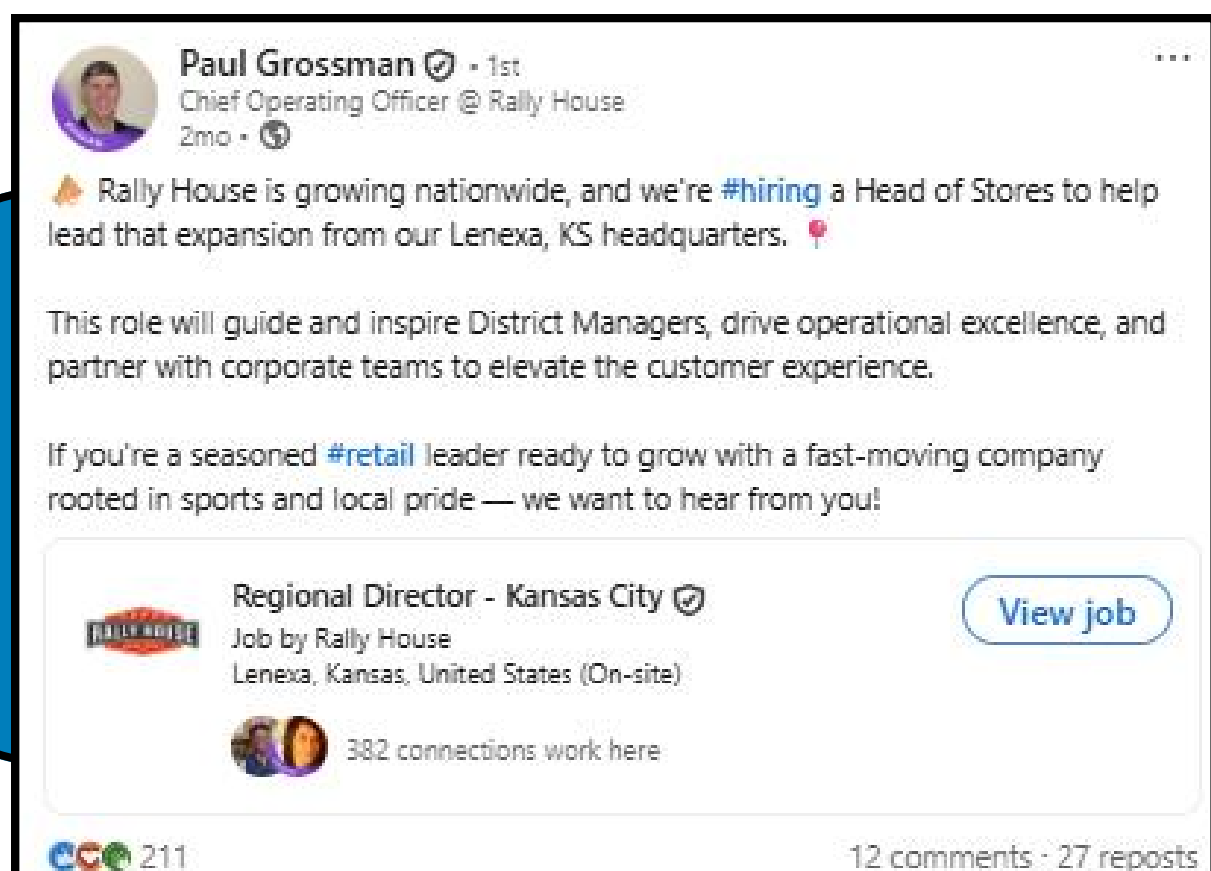 Paul Grossman • 1st
Chief Operating Officer @ Rally House
2mo •
Rally House is growing nationwide, and we're #hiring a Head of Stores to help
lead that expansion from our Lenexa, KS headquarters.
This role will guide and inspire District Managers, drive operational excellence, and
partner with corporate teams to elevate the customer experience.
If you're a seasoned #retail leader ready to grow with a fast-moving company
rooted in sports and local pride — we want to hear from you!
Regional Director - Kansas City
View job
RALLY HOUSE
Job by Rally House
Lenexa, Kansas, United States (On-site)
382 connections work here
211
12 comments · 27 reposts